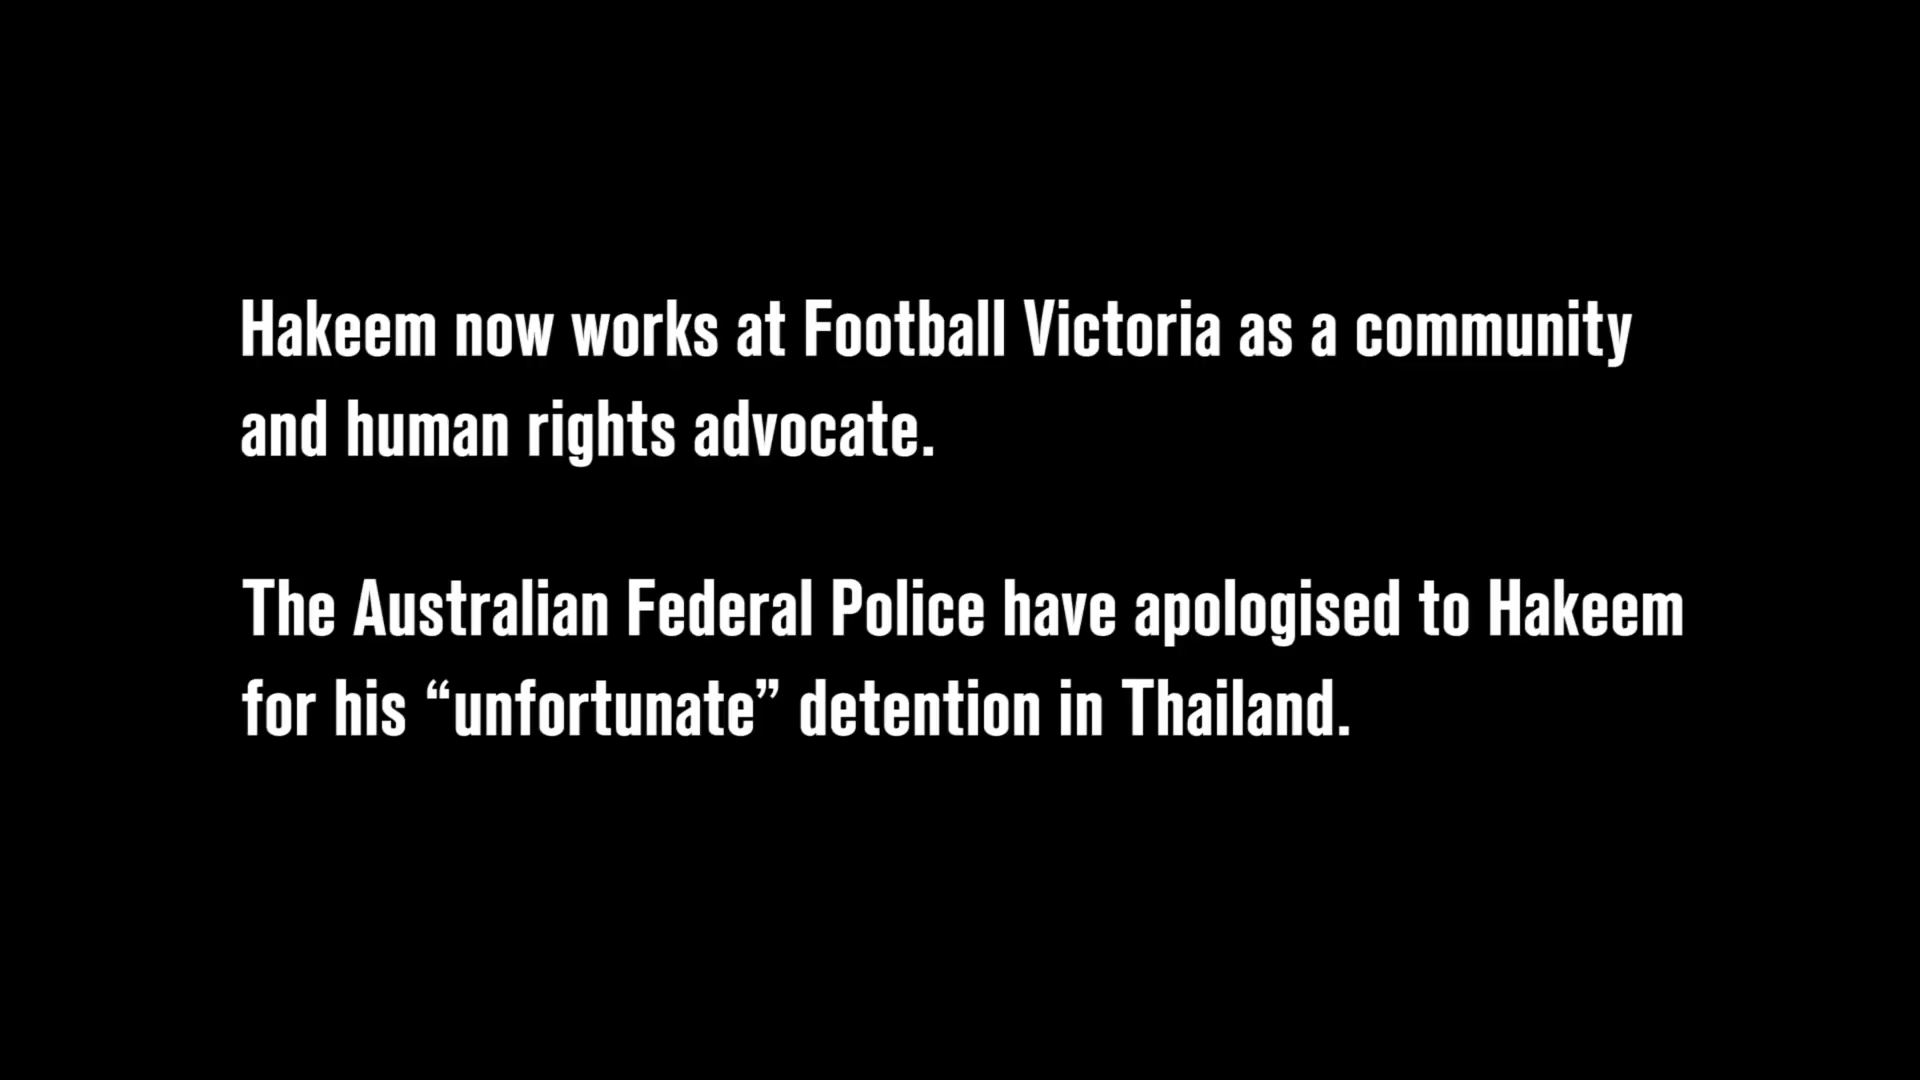 Hakeem now works at Football Victoria as a community
and human rights advocate.
The Australian Federal Police have apologised to Hakeem
for his “unfortunate” detention in Thailand.